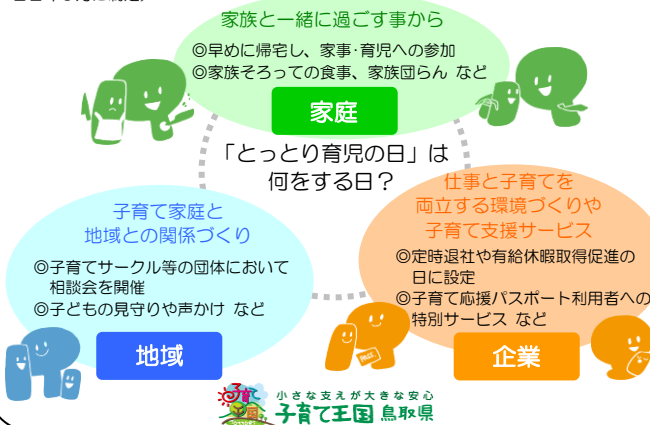 家族と一緒に過ごす事から
◎早めに帰宅し、家事・育児への参加
◎家族そろっての食事、家族団らん など
家庭
「とっとり育児の日」は
何をする日？
子育て家庭と
地域との関係づくり
◎子育てサークル等の団体において
相談会を開催
◎子どもの見守りや声かけ など
地域
仕事と子育てを
両立する環境づくりや
子育て支援サービス
◎定時退社や有給休暇取得促進の
日に設定
◎子育て応援パスポート利用者への
特別サービス など
企業
小さな支えが大きな安心
子育て王国 鳥取県